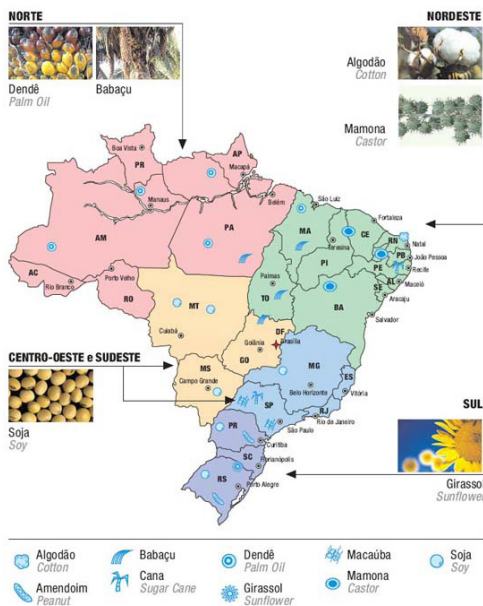 NORTE
Dendê
Palm Oil
Babaçu
NORDESTE
Algodão
Cotton
Mamona
Castor
Boa Vista
PR
AP
Macapá
Manaus
Belém
AM
PA
São Luiz
MA
Teresina
CE
Fortaleza
RN
Natal
PB
João Pessoa
PE
Recife
AL
Maceió
SE
Aracaju
PI
AC
Rio Branco
Porto Velho
RO
MT
Cuiabá
Palmas
TO
BA
Salvador
DF
Brasília
Goiânia
GO
CENTRO-OESTE e SUDESTE
Soja
Soy
MS
Campo Grande
MG
Belo Horizonte
ES
Vitória
SP
São Paulo
RJ
Rio de Janeiro
PR
Curitiba
SC
Florianópolis
RS
Porto Alegre
SUL
Girassol
Sunflower
Algodão
Cotton
Babaçu
Dendê
Palm Oil
Macaúba
Soja
Soy
Amendoim
Peanut
Cana
Sugar Cane
Girassol
Sunflower
Mamona
Castor